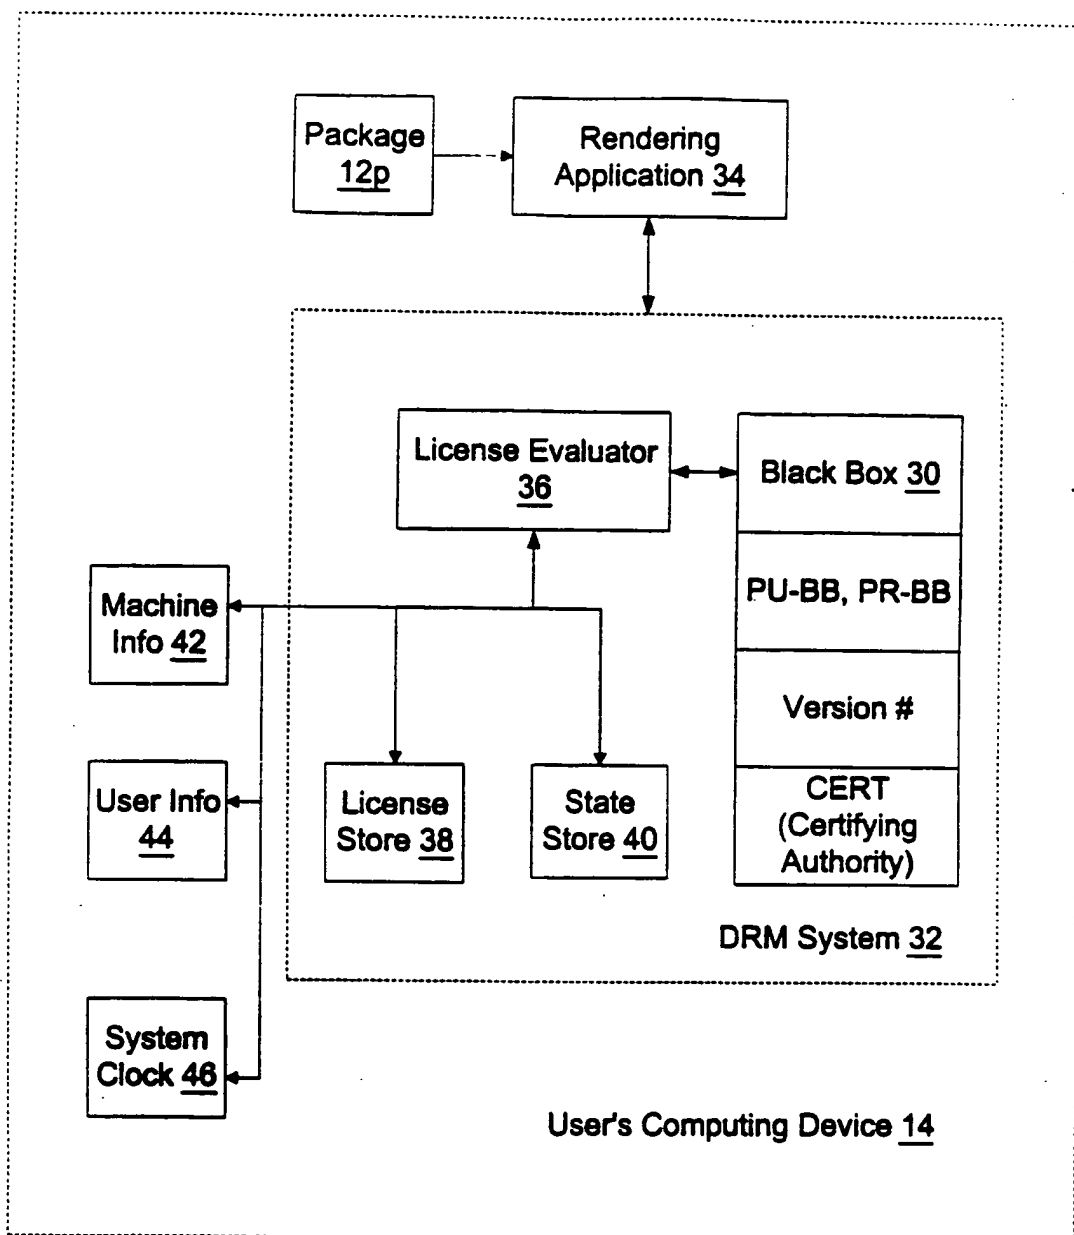 Package
12p
Rendering
Application 34
License Evaluator
36
Black Box 30
PU-BB, PR-BB
Version #
CERT
(Certifying
Authority)
Machine
Info 42
User Info
44
License
Store 38
State
Store 40
DRM System 32
System
Clock 46
User's Computing Device 14